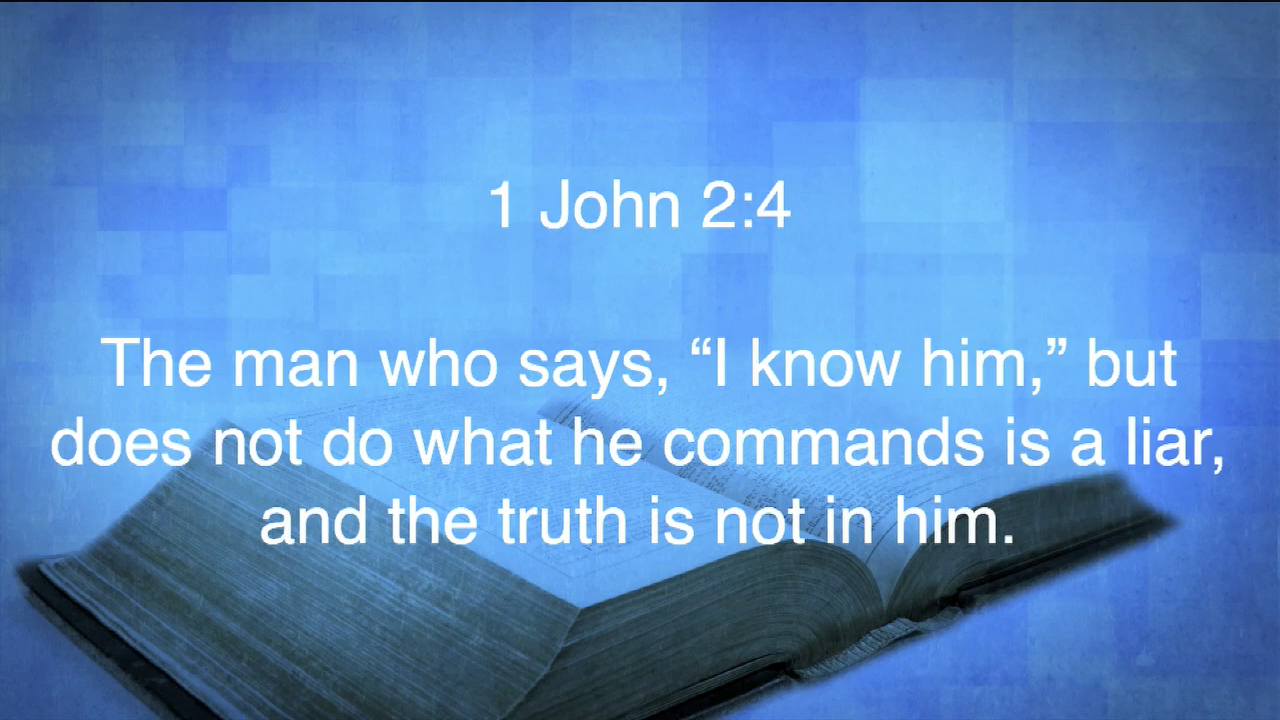 1 John 2:4
The man who says, “I know him,” but
does not do what he commands is a liar,
and the truth is not in him.